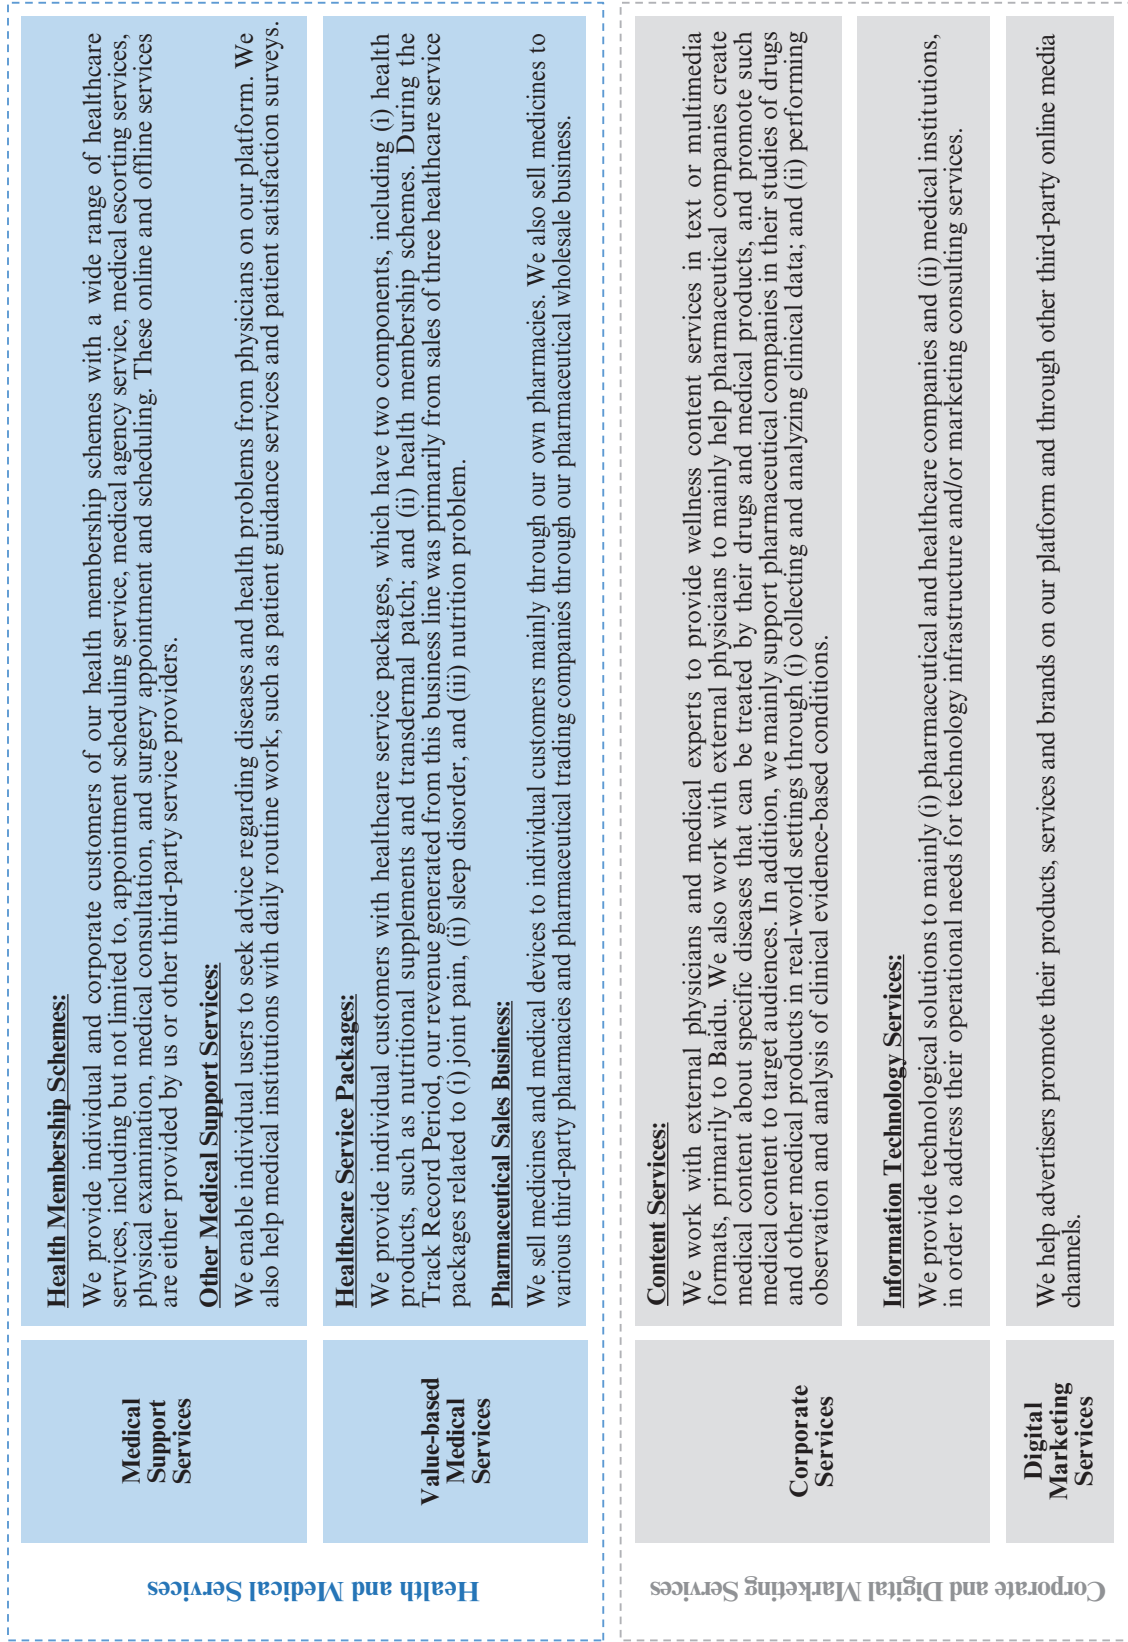 Health and Medical Services
Medical
Support
Services
Health Membership Schemes:
We provide individual and corporate customers of our health membership schemes with a wide range of healthcare
services, including but not limited to, appointment scheduling service, medical agency service, medical escorting services,
physical examination, medical consultation, and surgery appointment and scheduling. These online and offline services
are either provided by us or other third-party service providers.
Other Medical Support Services:
We enable individual users to seek advice regarding diseases and health problems from physicians on our platform. We
also help medical institutions with daily routine work, such as patient guidance services and patient satisfaction surveys.
Value-based
Medical
Services
Healthcare Service Packages:
We provide individual customers with healthcare service packages, which have two components, including (i) health
products, such as nutritional supplements and transdermal patch; and (ii) health membership schemes. During the
Track Record Period, our revenue generated from this business line was primarily from sales of three healthcare service
packages related to (i) joint pain, (ii) sleep disorder, and (iii) nutrition problem.
Pharmaceutical Sales Business:
We sell medicines and medical devices to individual customers mainly through our own pharmacies. We also sell medicines to
various third-party pharmacies and pharmaceutical trading companies through our pharmaceutical wholesale business.
Corporate and Digital Marketing Services
Corporate
Services
Content Services:
We work with external physicians and medical experts to provide wellness content services in text or multimedia
formats, primarily to Baidu. We also work with external physicians to mainly help pharmaceutical companies create
medical content about specific diseases that can be treated by their drugs and medical products, and promote such
medical content to target audiences. In addition, we mainly support pharmaceutical companies in their studies of drugs
and other medical products in real-world settings through (i) collecting and analyzing clinical data; and (ii) performing
observation and analysis of clinical evidence-based conditions.
Information Technology Services:
We provide technological solutions to mainly (i) pharmaceutical and healthcare companies and (ii) medical institutions,
in order to address their operational needs for technology infrastructure and/or marketing consulting services.
Digital
Marketing
Services
We help advertisers promote their products, services and brands on our platform and through other third-party online media
channels.